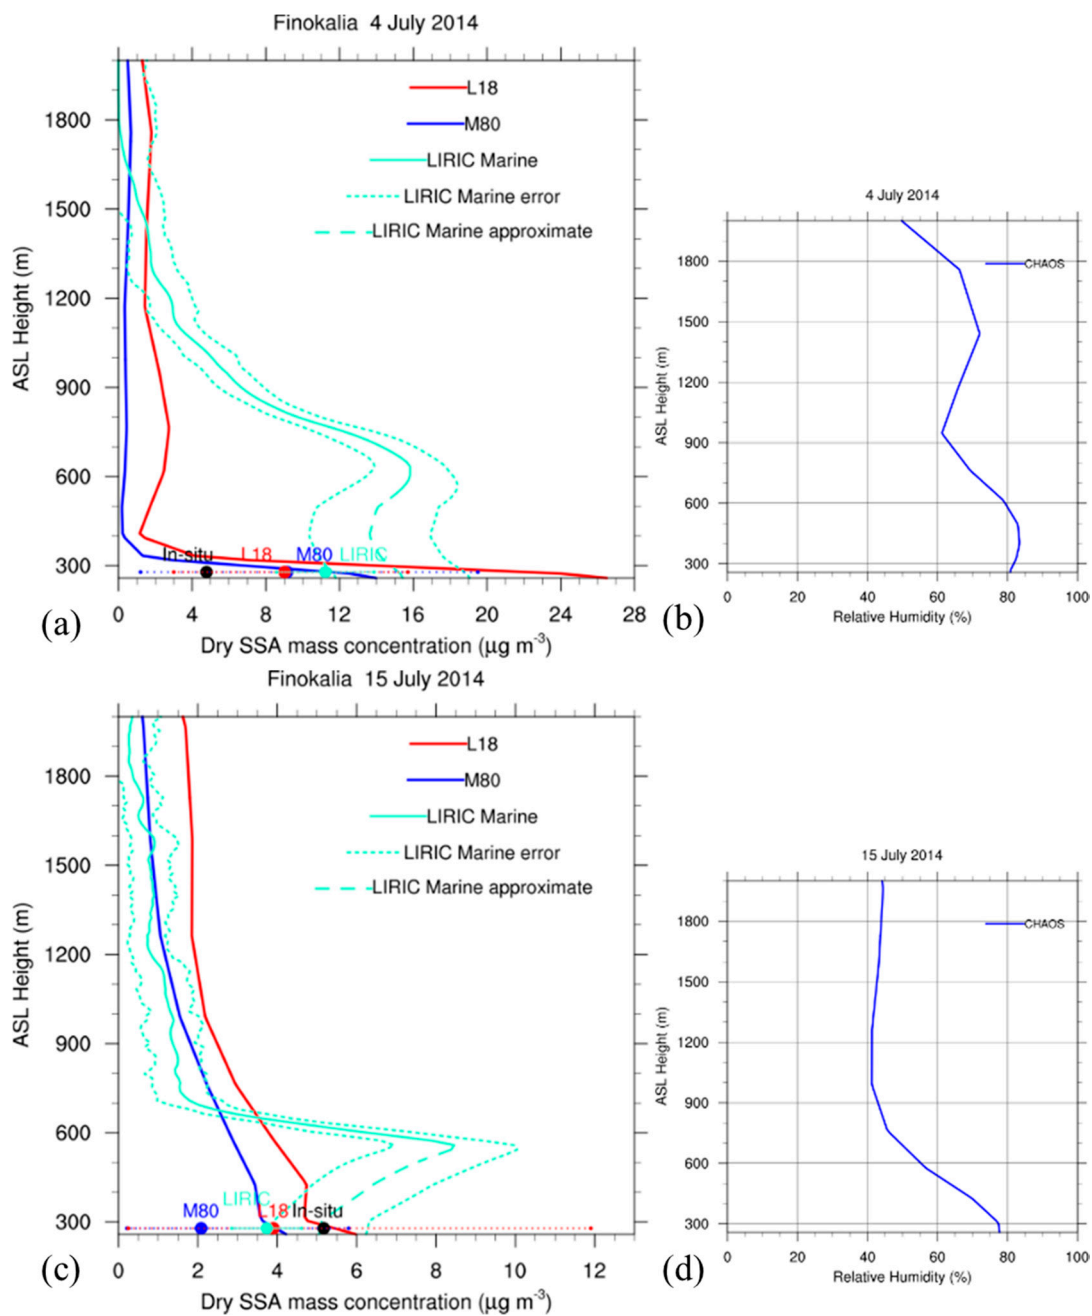 Finokalia 4 July 2014
L18
M80
LIRIC Marine
LIRIC Marine error
LIRIC Marine approximate
1800
1500
1200
900
600
300
ASL Height (m)
In-situ L18 M80 LIRIC
0 4 8 12 16 20 24 28
Dry SSA mass concentration (μg m-3)
(a)
4 July 2014
CHAOS
1800
1500
1200
900
600
300
ASL Height (m)
0 20 40 60 80 100
Relative Humidity (%)
(b)
Finokalia 15 July 2014
L18
M80
LIRIC Marine
LIRIC Marine error
LIRIC Marine approximate
1800
1500
1200
900
600
300
ASL Height (m)
LIRIC
M80 L18 In-situ
0 2 4 6 8 10 12
Dry SSA mass concentration (μg m-3)
(c)
15 July 2014
CHAOS
1800
1500
1200
900
600
300
ASL Height (m)
0 20 40 60 80 100
Relative Humidity (%)
(d)